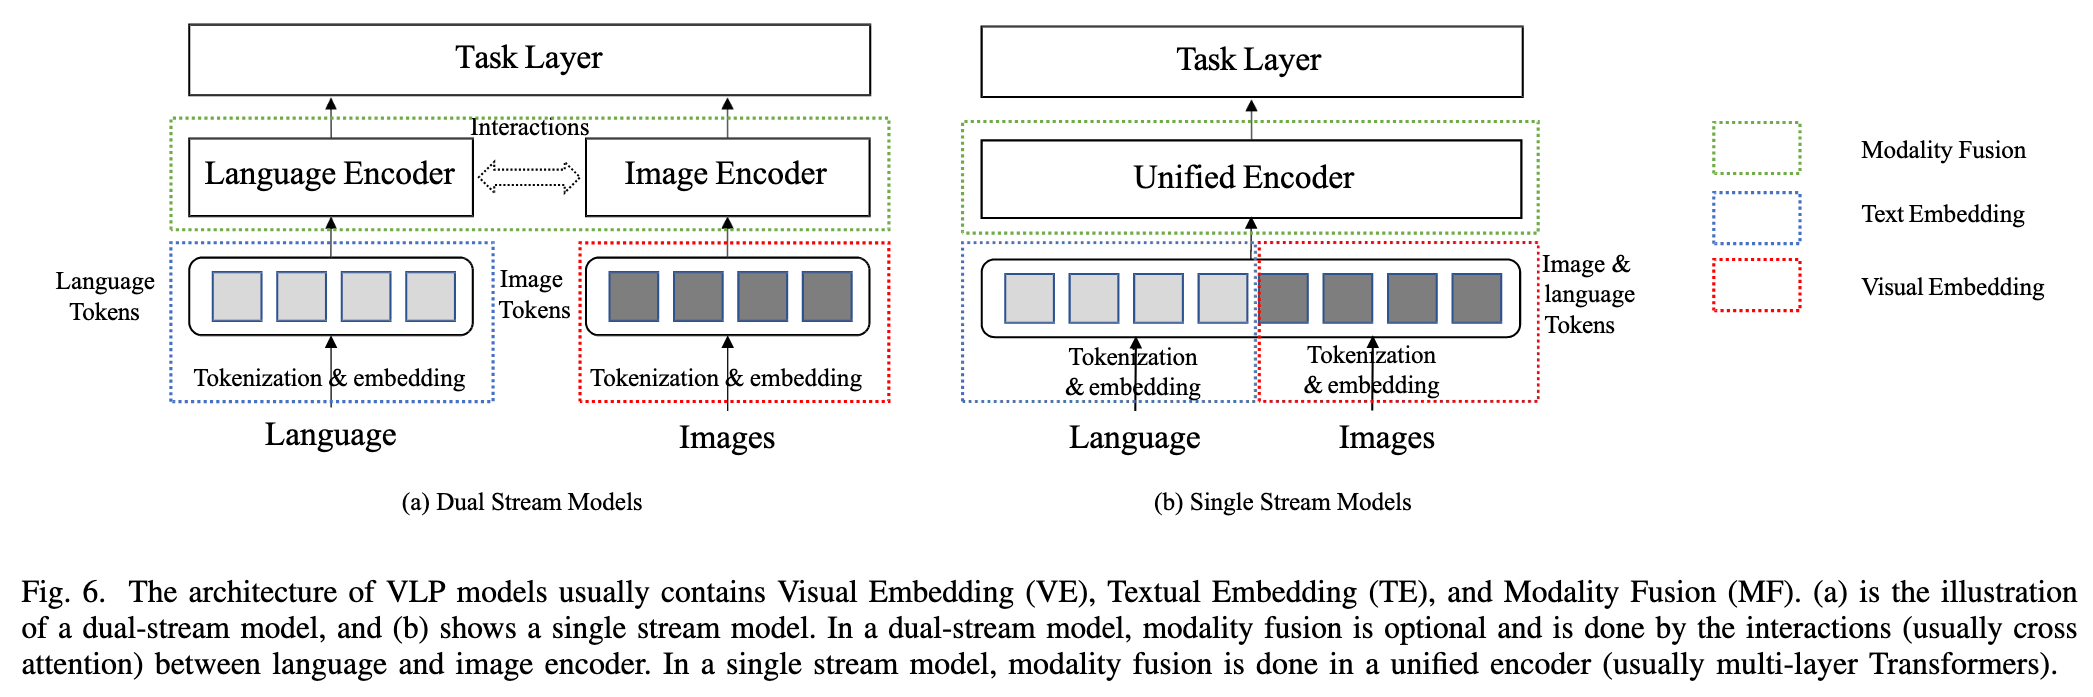 Task Layer
Interactions
Language Encoder
Image Encoder
Language
Tokens
Image
Tokens
Tokenization & embedding
Tokenization & embedding
Language
Images
(a) Dual Stream Models
Task Layer
Unified Encoder
Image &
language
Tokens
Tokenization
& embedding
Tokenization
& embedding
Language
Images
(b) Single Stream Models
Modality Fusion
Text Embedding
Visual Embedding
Fig. 6. The architecture of VLP models usually contains Visual Embedding (VE), Textual Embedding (TE), and Modality Fusion (MF). (a) is the illustration
of a dual-stream model, and (b) shows a single stream model. In a dual-stream model, modality fusion is optional and is done by the interactions (usually cross
attention) between language and image encoder. In a single stream model, modality fusion is done in a unified encoder (usually multi-layer Transformers).